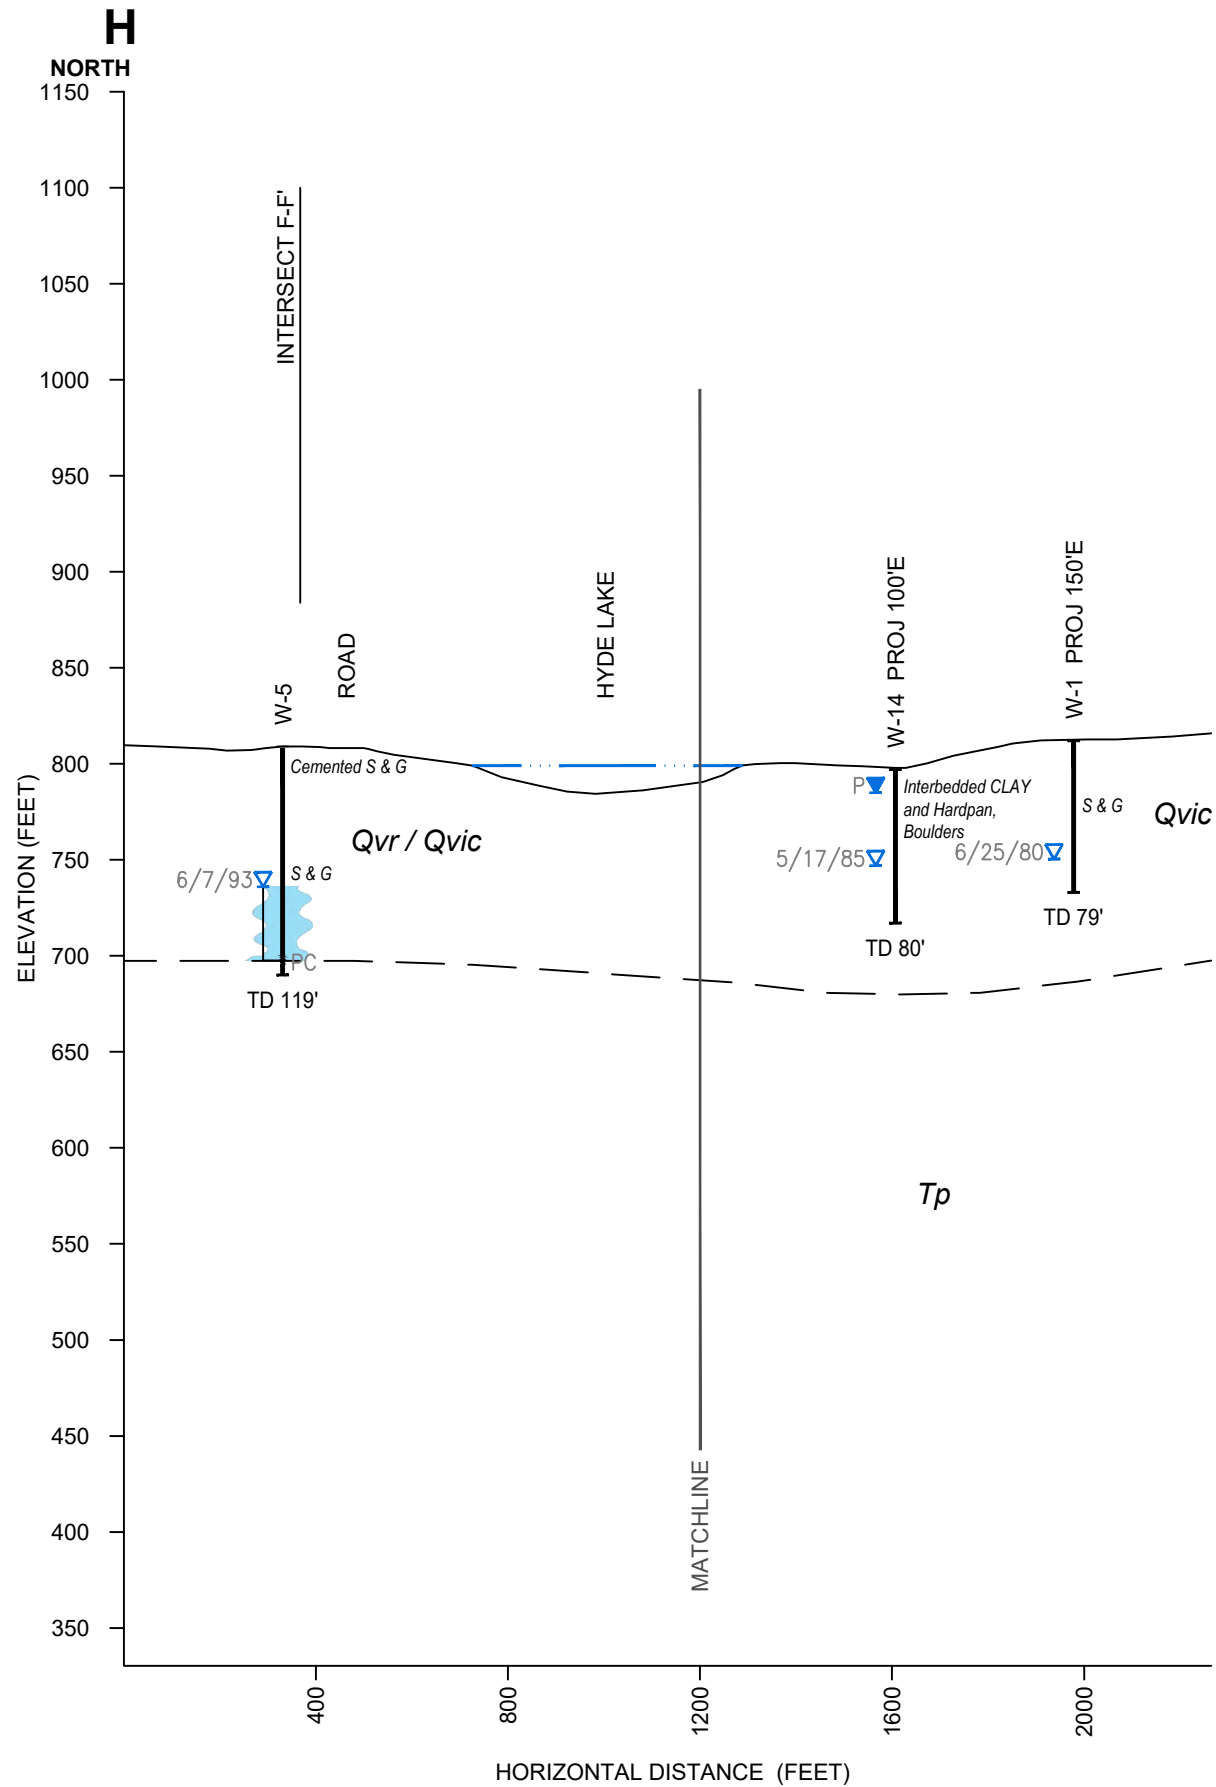 H
NORTH
1150
1100
1050
1000
950
900
850
800
750
700
650
600
550
500
450
400
350
ELEVATION (FEET)
INTERSECT F-F'
W-5
ROAD
HYDE LAKE
W-14 PROJ 100'E
W-1 PROJ 150'E
Cemented S & G
Qvr / Qvic
6/7/93
S & G
PC
TD 119'
P
Interbedded CLAY
and Hardpan,
Boulders
5/17/85
TD 80'
S & G
6/25/80
TD 79'
Qvic
Tp
MATCHLINE
400
800
1200
1600
2000
HORIZONTAL DISTANCE (FEET)